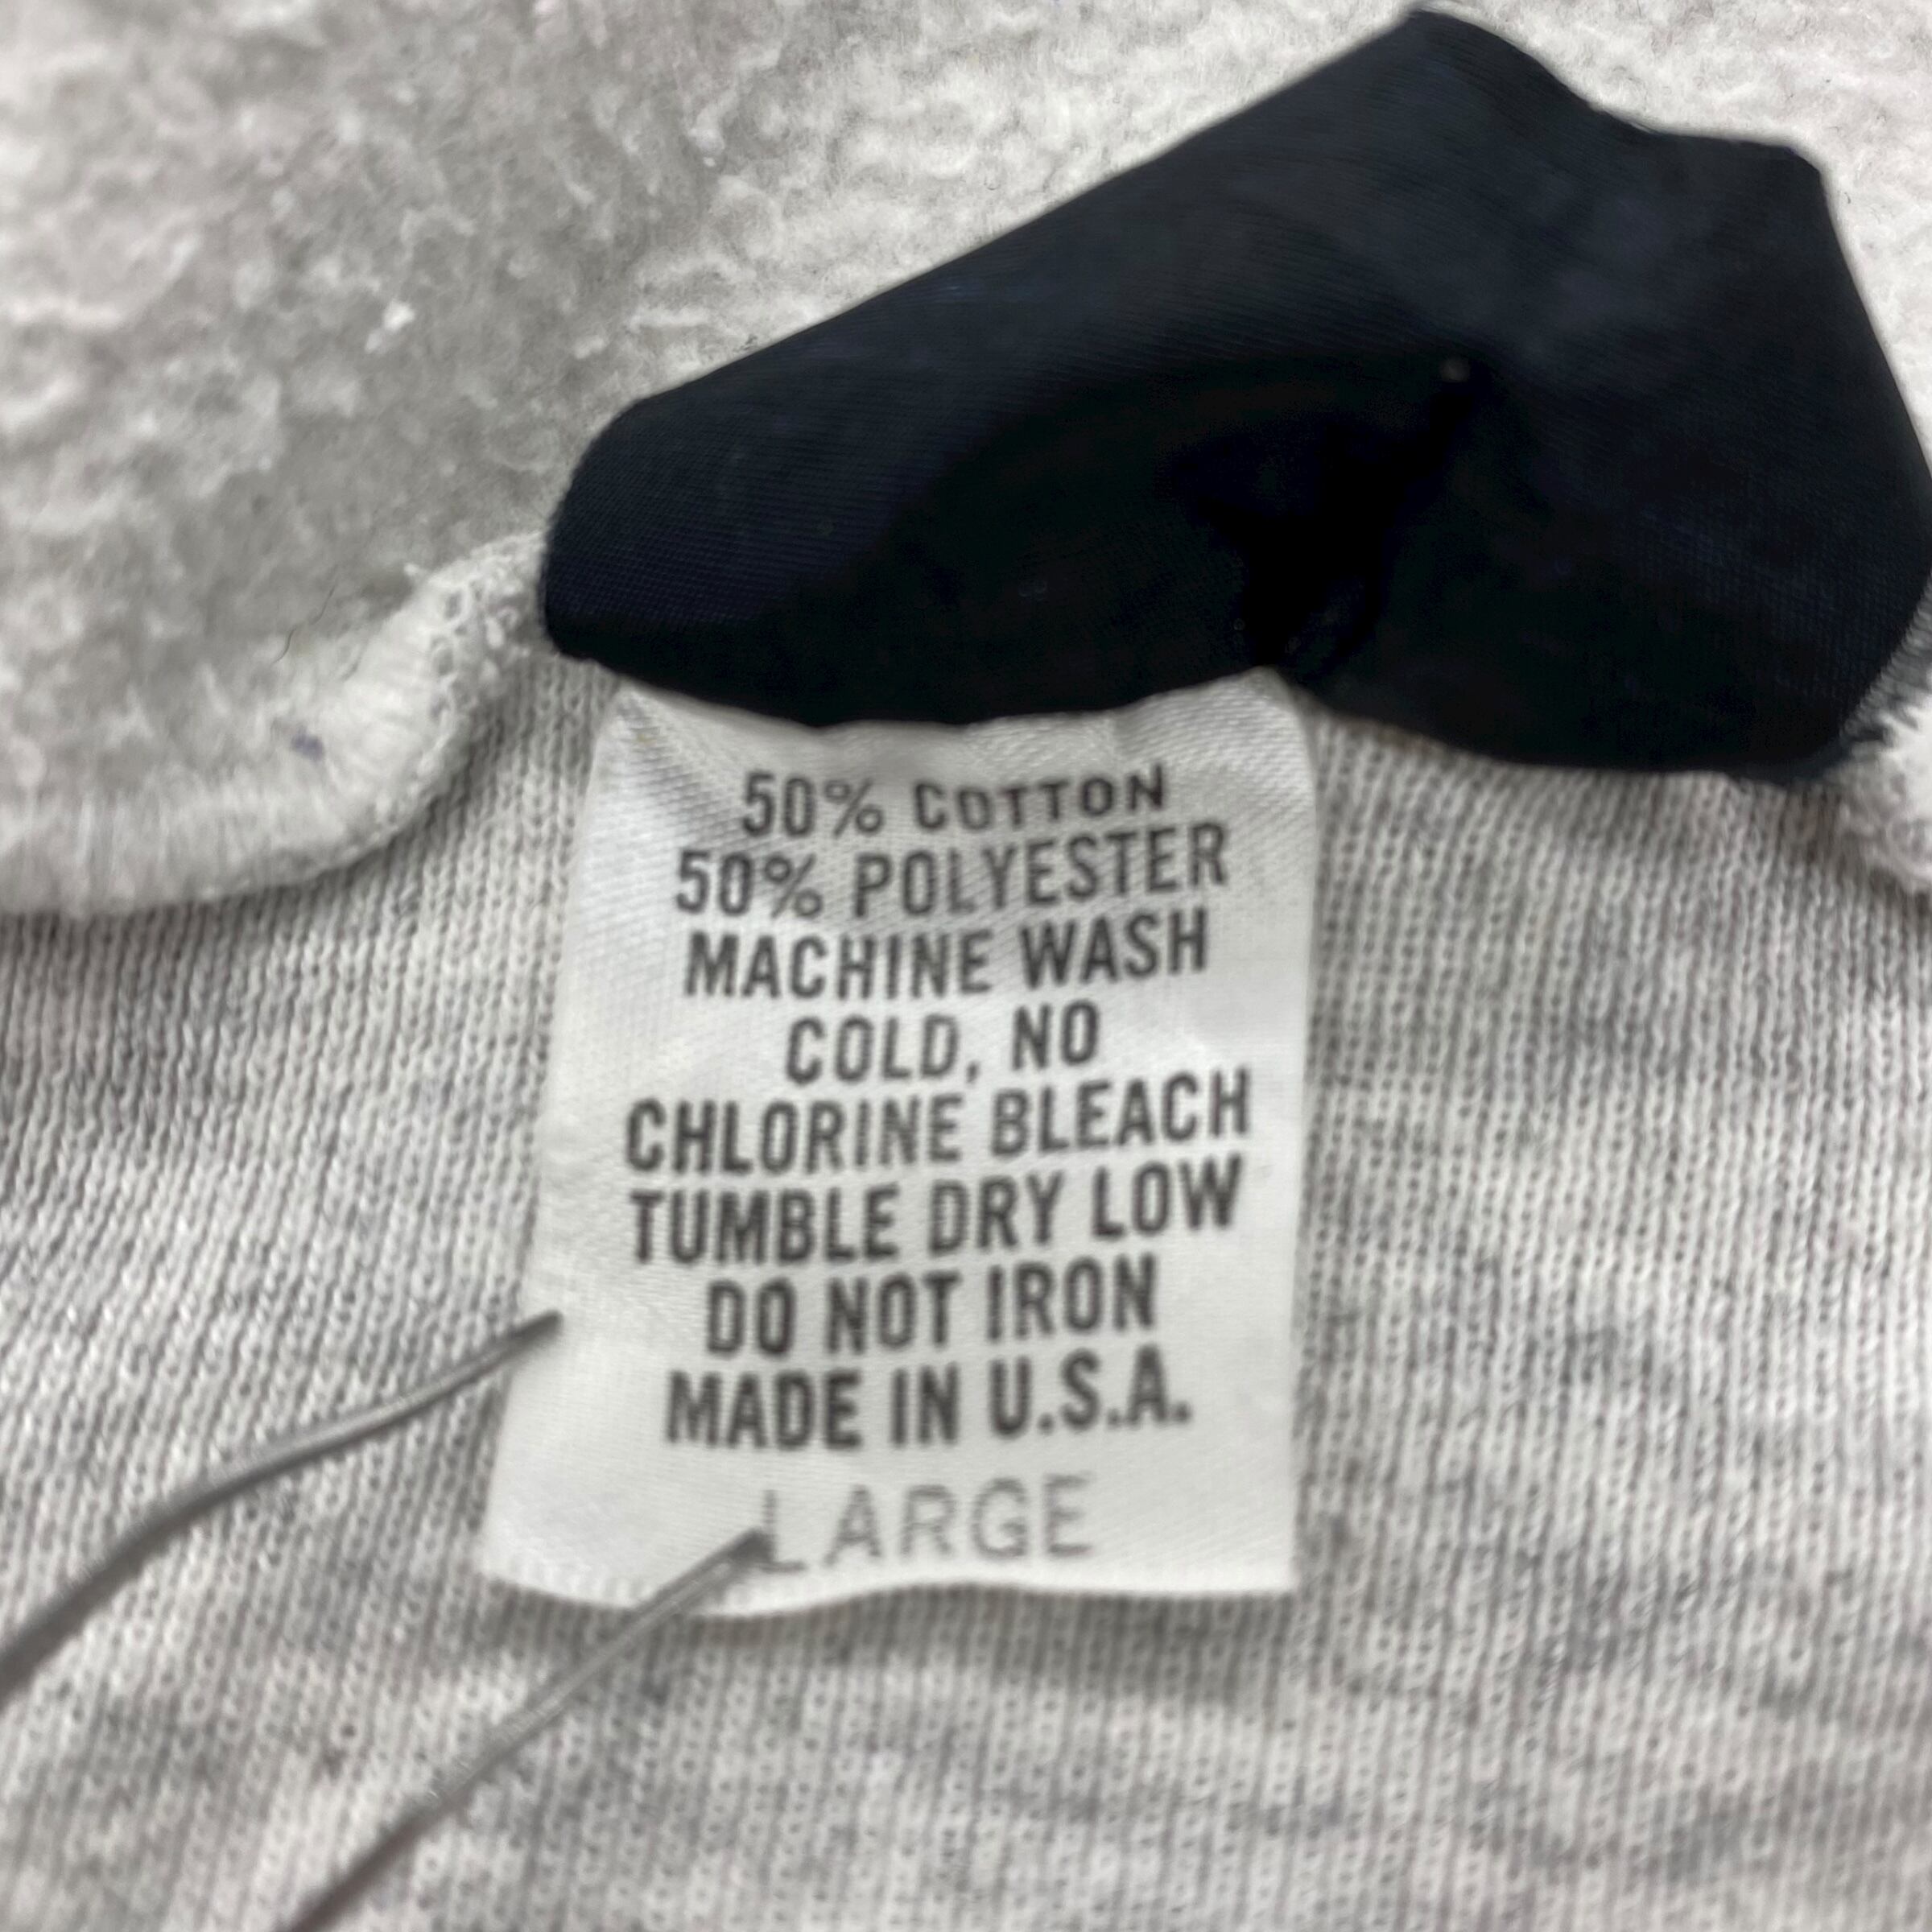 50% COTTON
50% POLYESTER
MACHINE WASH
COLD, NO
CHLORINE BLEACH
TUMBLE DRY LOW
DO NOT IRON
MADE IN U.S.A.
LARGE